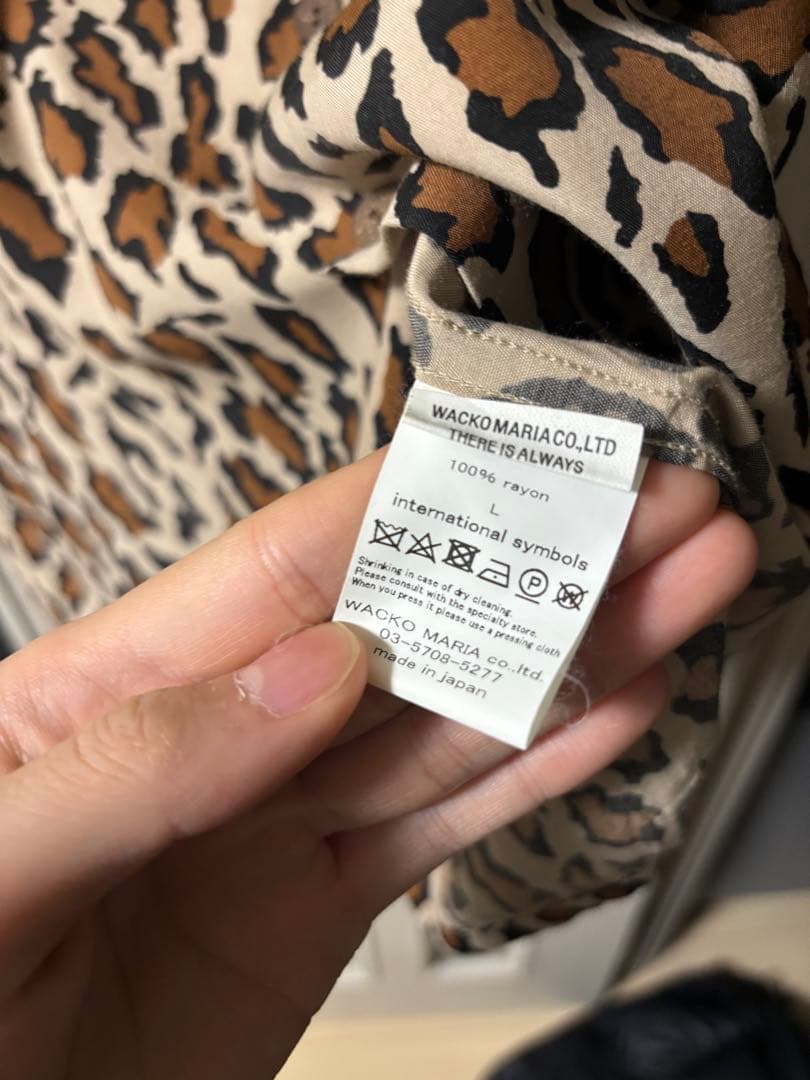 WACKO MARIA CO.,LTD
THERE IS ALWAYS
100% rayon
L
international symbols
P
Shrinking in case of dry cleaning.
Please consult with the specialty store.
When you press it please use a pressing cloth
WACKO MARIA co.,ltd.
03-5708-5277
made in japan